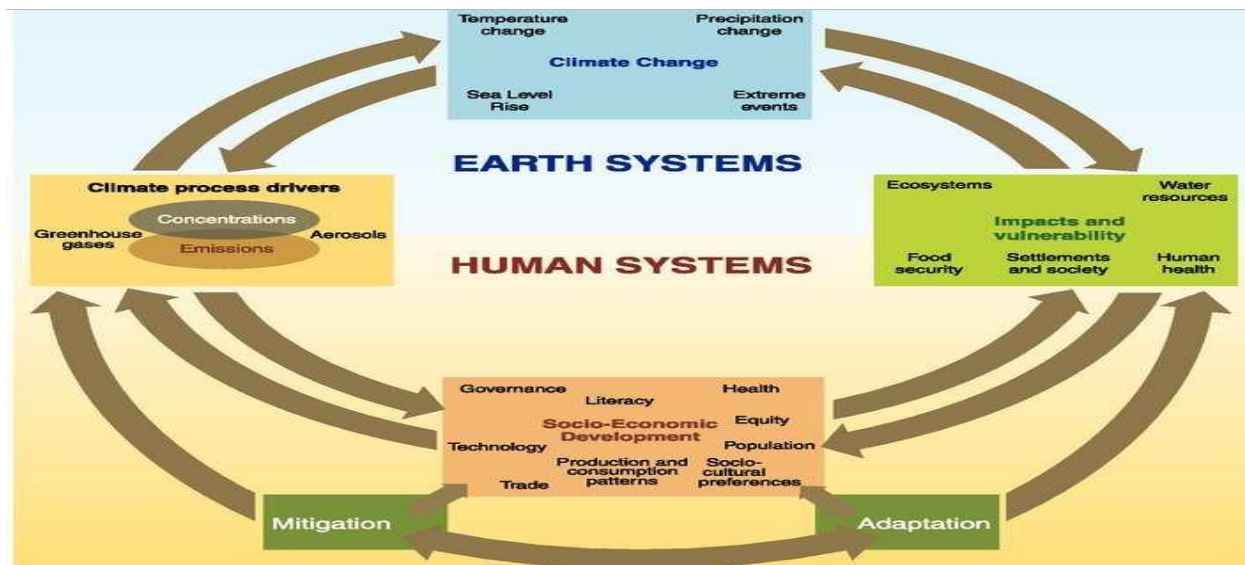 Temperature
change
Precipitation
change
Climate Change
Sea Level
Rise
Extreme
events
EARTH SYSTEMS
Climate process drivers
Concentrations
Greenhouse
gases
Aerosols
Emissions
Ecosystems
Water
resources
Impacts and
vulnerability
Food
security
Settlements
and society
Human
health
HUMAN SYSTEMS
Governance
Literacy
Health
Socio-Economic
Development
Equity
Technology
Population
Production and
consumption
patterns
Socio-
cultural
preferences
Trade
Mitigation
Adaptation